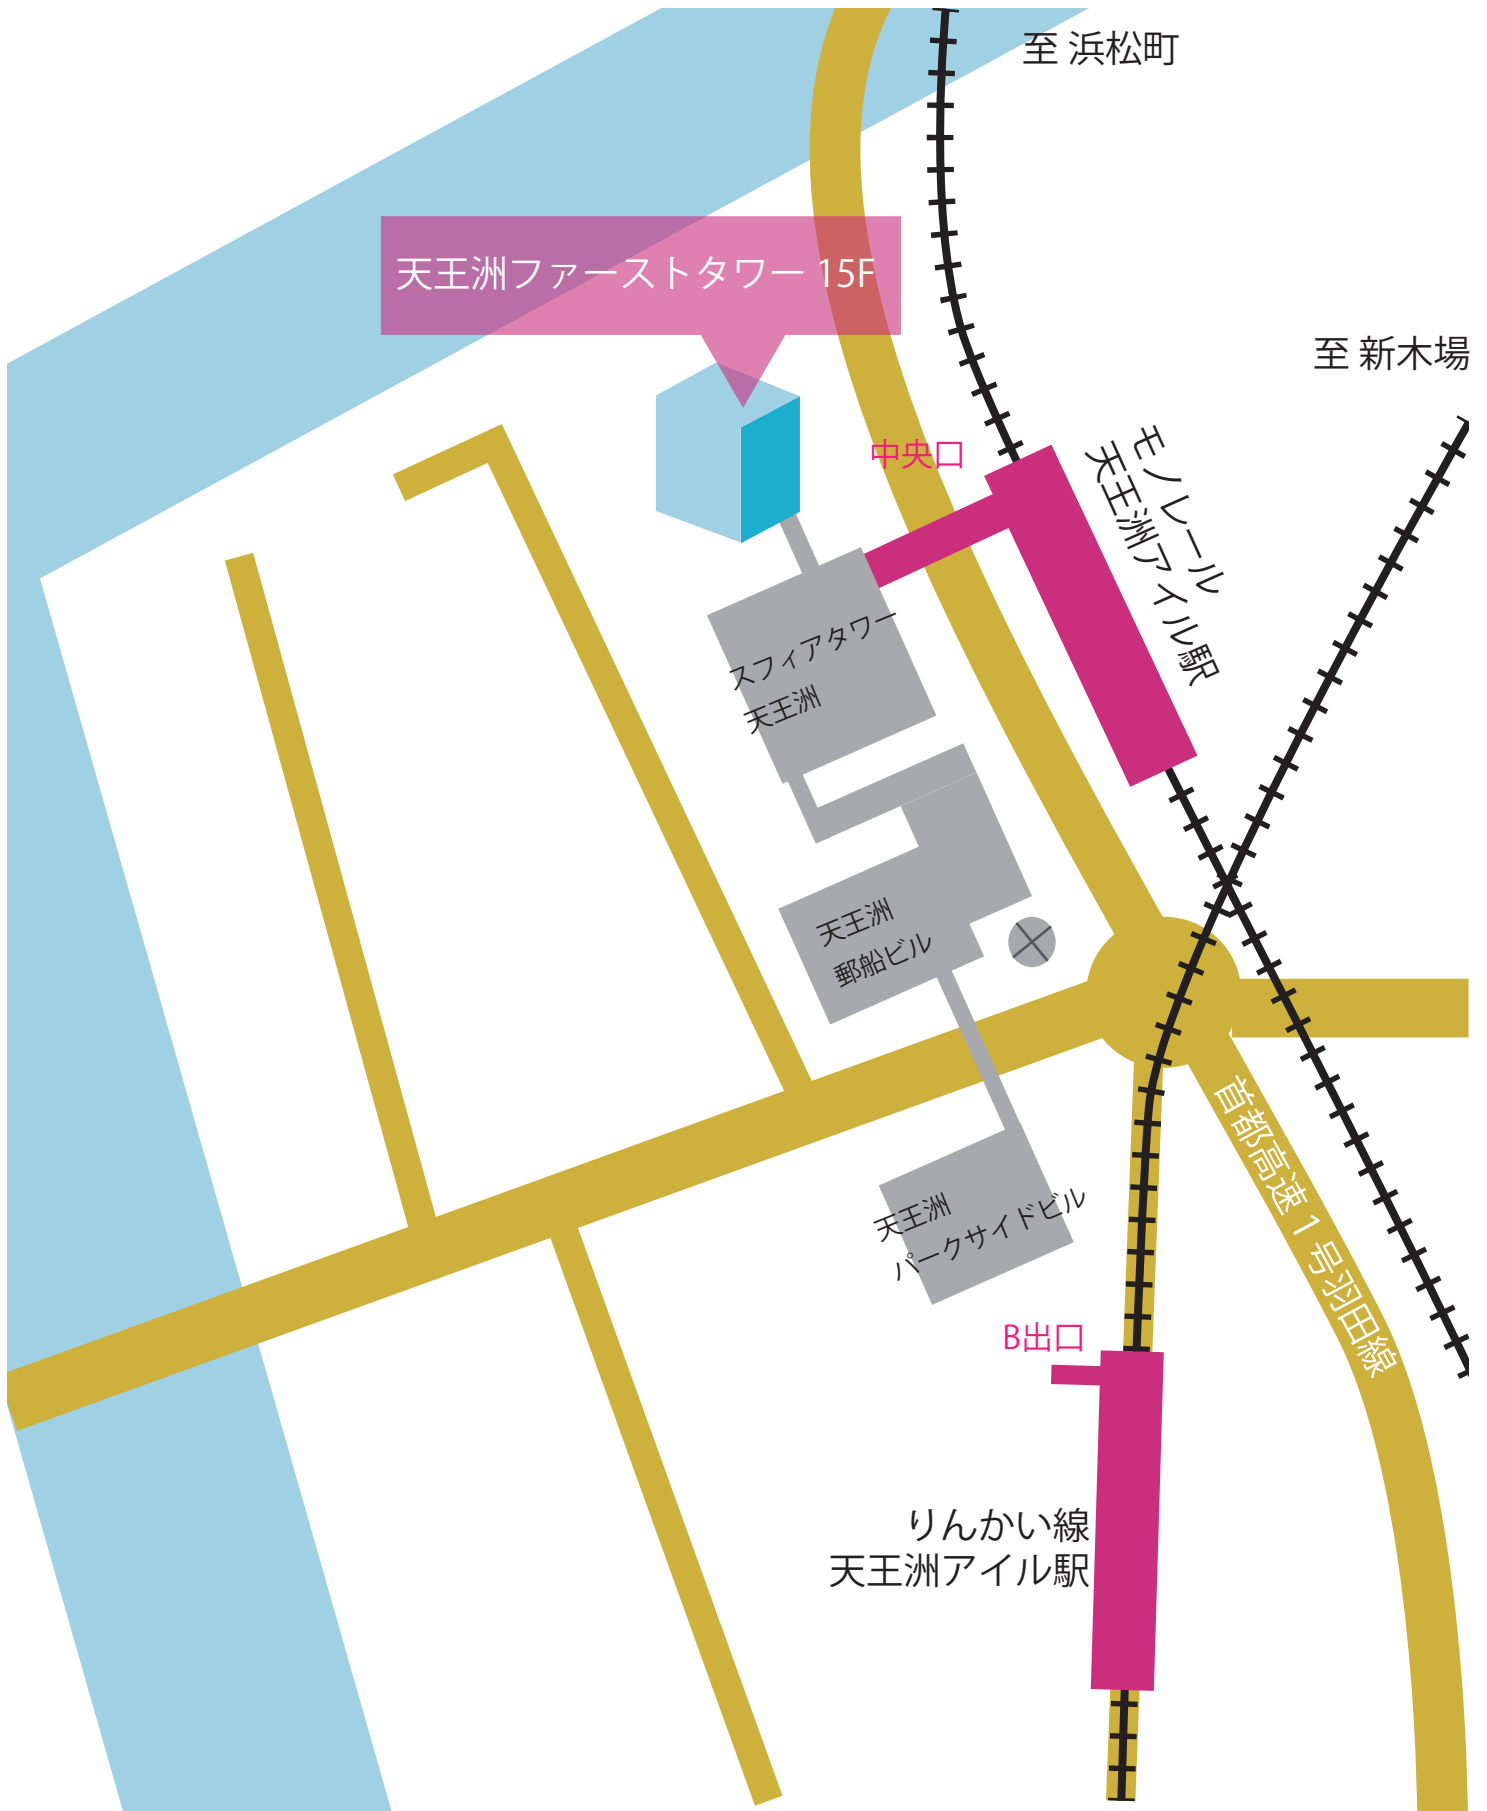 至 浜松町
天王洲ファーストタワー 15F
至 新木場
中央口
モノレール
天王洲アイル駅
スフィアタワー
天王洲
天王洲
郵船ビル
首都高速１号羽田線
天王洲
パークサイドビル
B出口
りんかい線
天王洲アイル駅